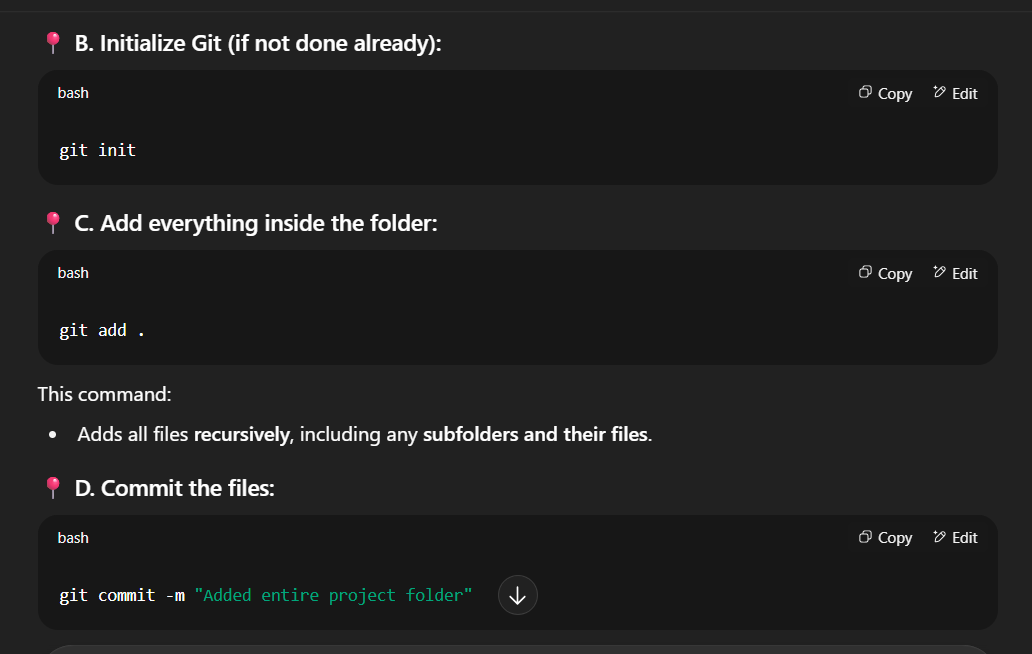 📍 B. Initialize Git (if not done already):
bash
Copy Edit
git init
📍 C. Add everything inside the folder:
bash
Copy Edit
git add .
This command:
• Adds all files recursively, including any subfolders and their files.
📍 D. Commit the files:
bash
Copy Edit
git commit -m "Added entire project folder"